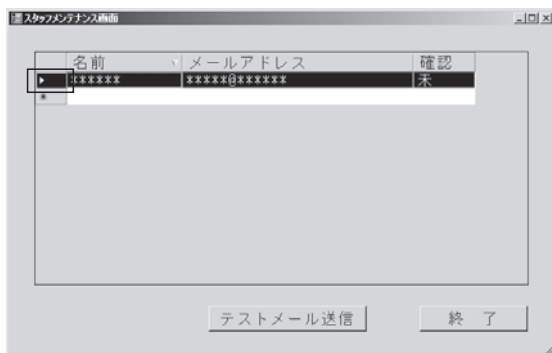 スタッフメンテナンス画面
名前 メールアドレス 確認
****** *****@****** 未
*
テストメール送信 終 了